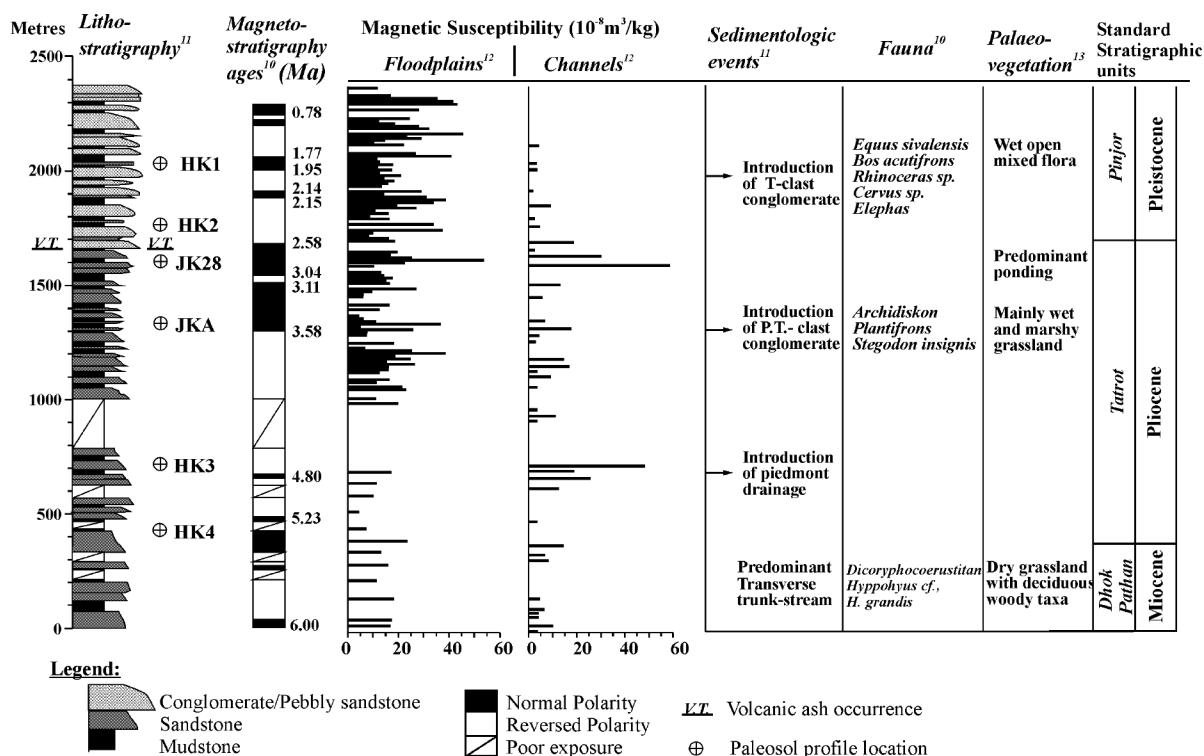 Metres
Litho-
stratigraphy11
Magneto-
stratigraphy
ages10 (Ma)
Magnetic Susceptibility (10-8m3/kg)
Floodplains12
Channels12
Sedimentologic
events11
Fauna10
Palaeo-
vegetation13
Standard
Stratigraphic
units
2500
2000
1500
1000
500
0
HK1
HK2
V.T.
V.T.
JK28
JKA
HK3
HK4
0.78
1.77
1.95
2.14
2.15
2.58
3.04
3.11
3.58
4.80
5.23
6.00
0
20
40
60
0
20
40
60
Introduction
of T-clast
conglomerate
Introduction
of P.T.- clast
conglomerate
Introduction
of piedmont
drainage
Predominant
Transverse
trunk-stream
Equus sivalensis
Bos acutifrons
Rhinoceras sp.
Cervus sp.
Elephas
Archidiskon
Plantifrons
Stegodon insignis
Dicoryphocoerustitan
Hyppohyus cf.,
H. grandis
Wet open
mixed flora
Predominant
ponding
Mainly wet
and marshy
grassland
Dry grassland
with deciduous
woody taxa
Pinjor
Tatrot
Dhok
Pathan
Pleistocene
Pliocene
Miocene
Legend:
Conglomerate/Pebbly sandstone
Sandstone
Mudstone
Normal Polarity
Reversed Polarity
Poor exposure
V.T. Volcanic ash occurrence
Paleosol profile location